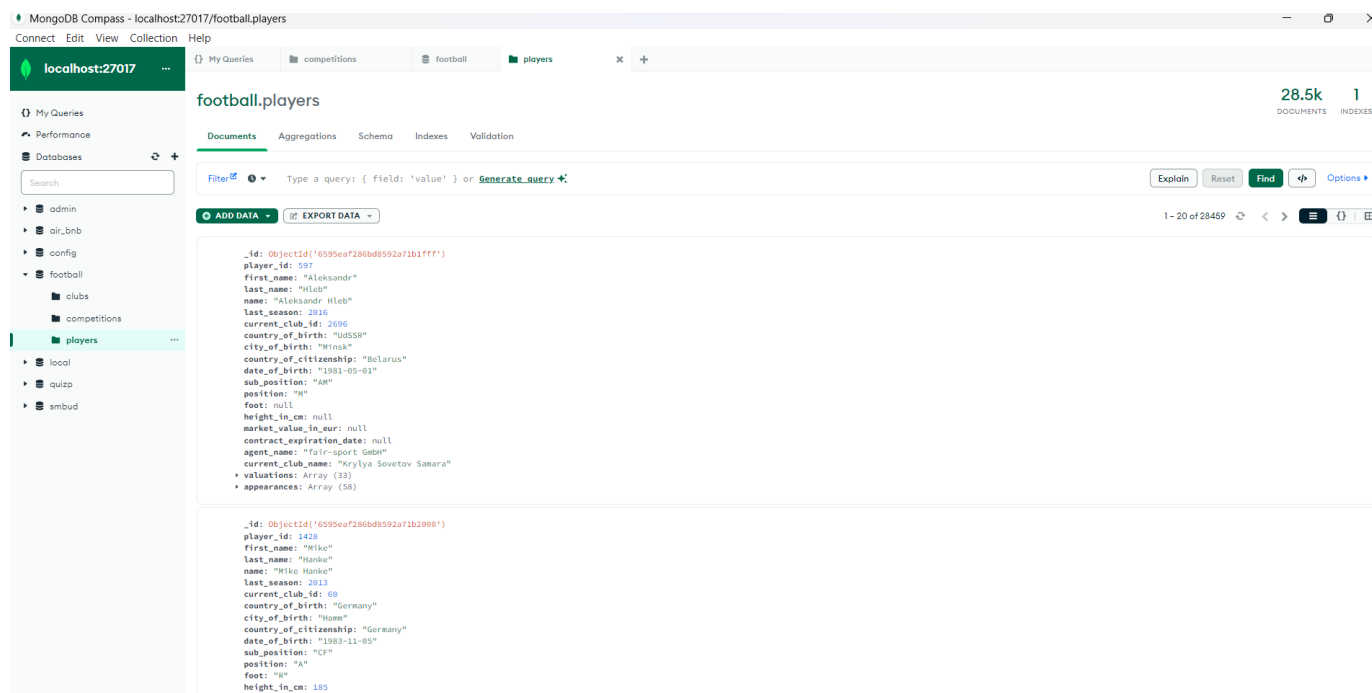 MongoDB Compass - localhost:27017/football.players
Connect Edit View Collection Help
localhost:27017 ...
{} My Queries
competitions
football
players
{} My Queries
Performance
Databases
Search
admin
air_bnb
config
football
clubs
competitions
players
local
quizp
smbud
football.players
28.5k
DOCUMENTS
1
INDEXES
Documents Aggregations Schema Indexes Validation
Filter Type a query: { field: 'value' } or Generate query
Explain Reset Find </> Options
ADD DATA EXPORT DATA
1 – 20 of 28459
{}
_id: ObjectId('6595eaf286bd8592a71b1fff')
player_id: 597
first_name: "Aleksandr"
last_name: "Hleb"
name: "Aleksandr Hleb"
last_season: 2016
current_club_id: 2696
country_of_birth: "UdSSR"
city_of_birth: "Minsk"
country_of_citizenship: "Belarus"
date_of_birth: "1981-05-01"
sub_position: "AM"
position: "M"
foot: null
height_in_cm: null
market_value_in_eur: null
contract_expiration_date: null
agent_name: "fair-sport GmbH"
current_club_name: "Krylya Sovetov Samara"
valuations: Array (33)
appearances: Array (58)
_id: ObjectId('6595eaf286bd8592a71b2000')
player_id: 1428
first_name: "Mike"
last_name: "Hanke"
name: "Mike Hanke"
last_season: 2013
current_club_id: 60
country_of_birth: "Germany"
city_of_birth: "Hamm"
country_of_citizenship: "Germany"
date_of_birth: "1983-11-05"
sub_position: "CF"
position: "A"
foot: "R"
height_in_cm: 185